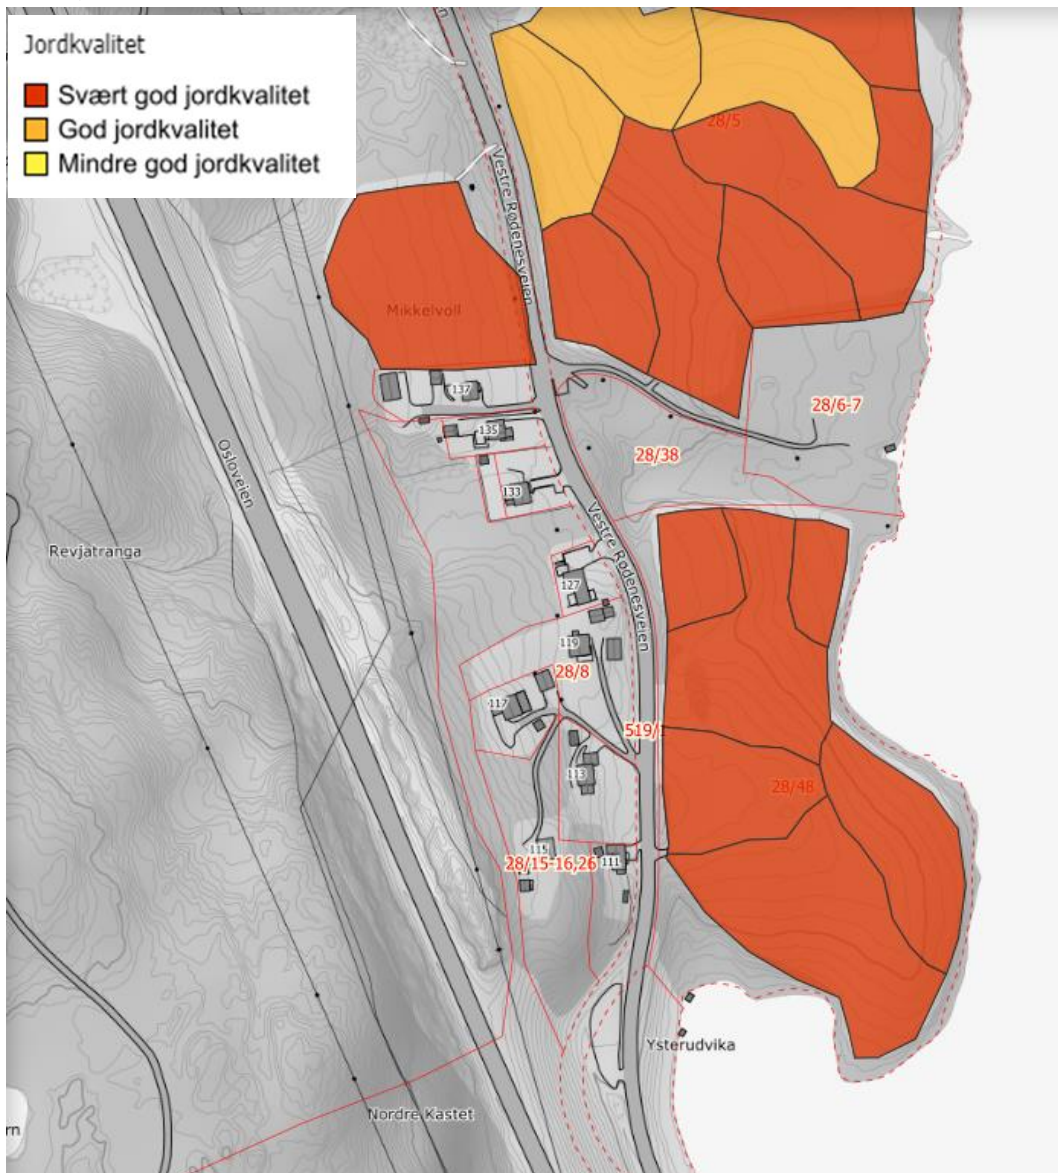 Jordkvalitet
Svært god jordkvalitet
God jordkvalitet
Mindre god jordkvalitet
28/5
Vestre Rødenesveien
Mikkelvoll
137
28/6-7
135
28/38
Osloveien
133
Vestre Rødenesveien
Revjatranga
127
119
28/8
117
519/1
113
28/48
115
28/15-16,26
111
Ysterudvika
Nordre Kastet